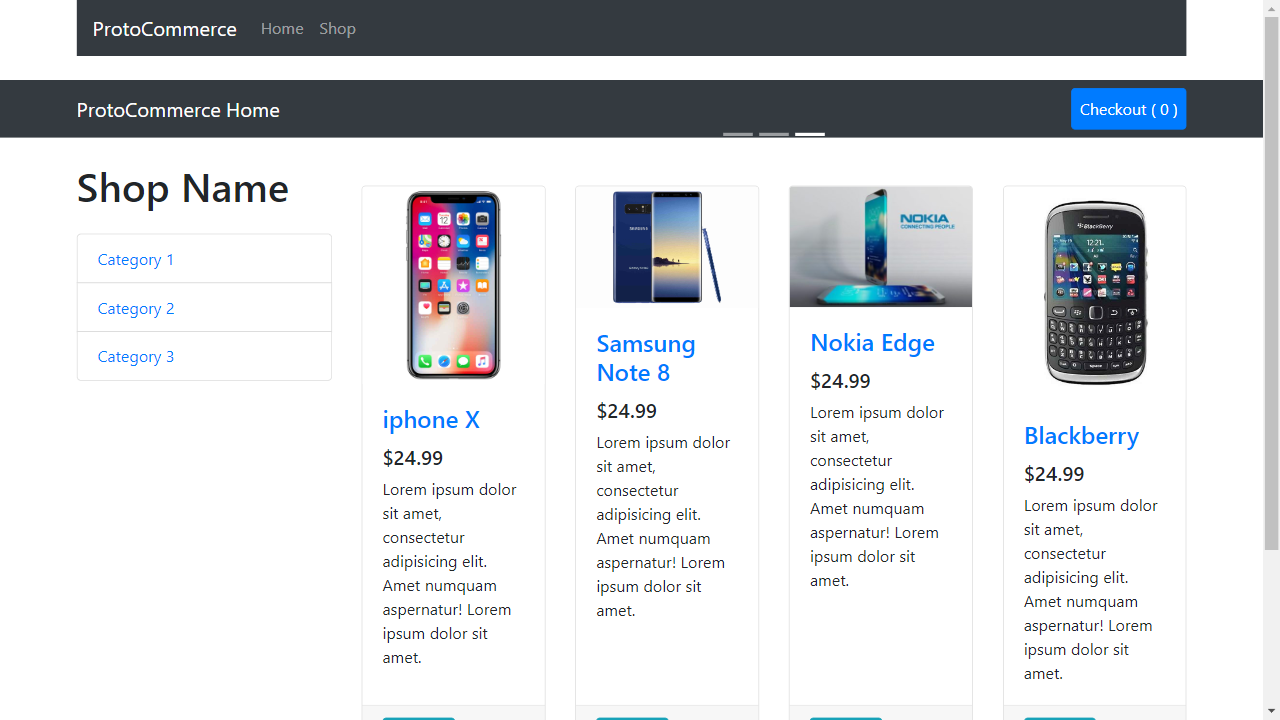 ProtoCommerce Home Shop
ProtoCommerce Home
Checkout ( 0 )
Shop Name
Category 1
Category 2
Category 3
iphone X
$24.99
Lorem ipsum dolor
sit amet,
consectetur
adipisicing elit.
Amet numquam
aspernatur! Lorem
ipsum dolor sit
amet.
SAMSUNG
Samsung
Note 8
$24.99
Lorem ipsum dolor
sit amet,
consectetur
adipisicing elit.
Amet numquam
aspernatur! Lorem
ipsum dolor sit
amet.
NOKIA
CONNECTING PEOPLE
Nokia Edge
$24.99
Lorem ipsum dolor
sit amet,
consectetur
adipisicing elit.
Amet numquam
aspernatur! Lorem
ipsum dolor sit
amet.
BlackBerry
12:21
Blackberry
$24.99
Lorem ipsum dolor
sit amet,
consectetur
adipisicing elit.
Amet numquam
aspernatur! Lorem
ipsum dolor sit
amet.